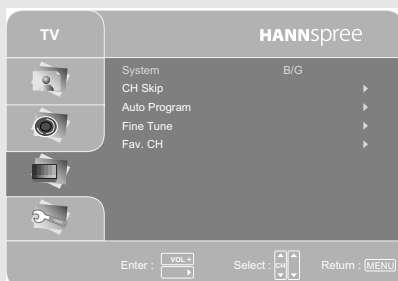 TV
HANNspree
System B/G
CH Skip
Auto Program
Fine Tune
Fav. CH
Enter : VOL + Select : CH Return : MENU